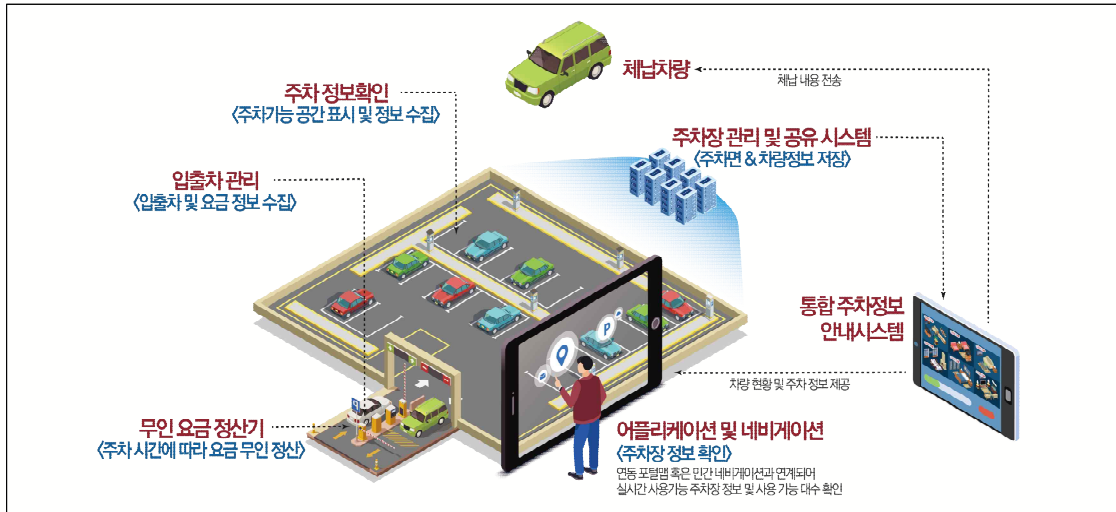 체납차량
체납 내용 전송
주차 정보확인
<주차가능 공간 표시 및 정보 수집>
주차장 관리 및 공유 시스템
<주차면 & 차량정보 저장>
입출차 관리
<입출차 및 요금 정보 수집>
통합 주차정보
안내시스템
차량 현황 및 주차 정보 제공
P
무인 요금 정산기
<주차 시간에 따라 요금 무인 정산>
어플리케이션 및 네비게이션
<주차장 정보 확인>
연동 포털맵 혹은 민간 네비게이션과 연계되어
실시간 사용가능 주차장 정보 및 사용 가능 대수 확인